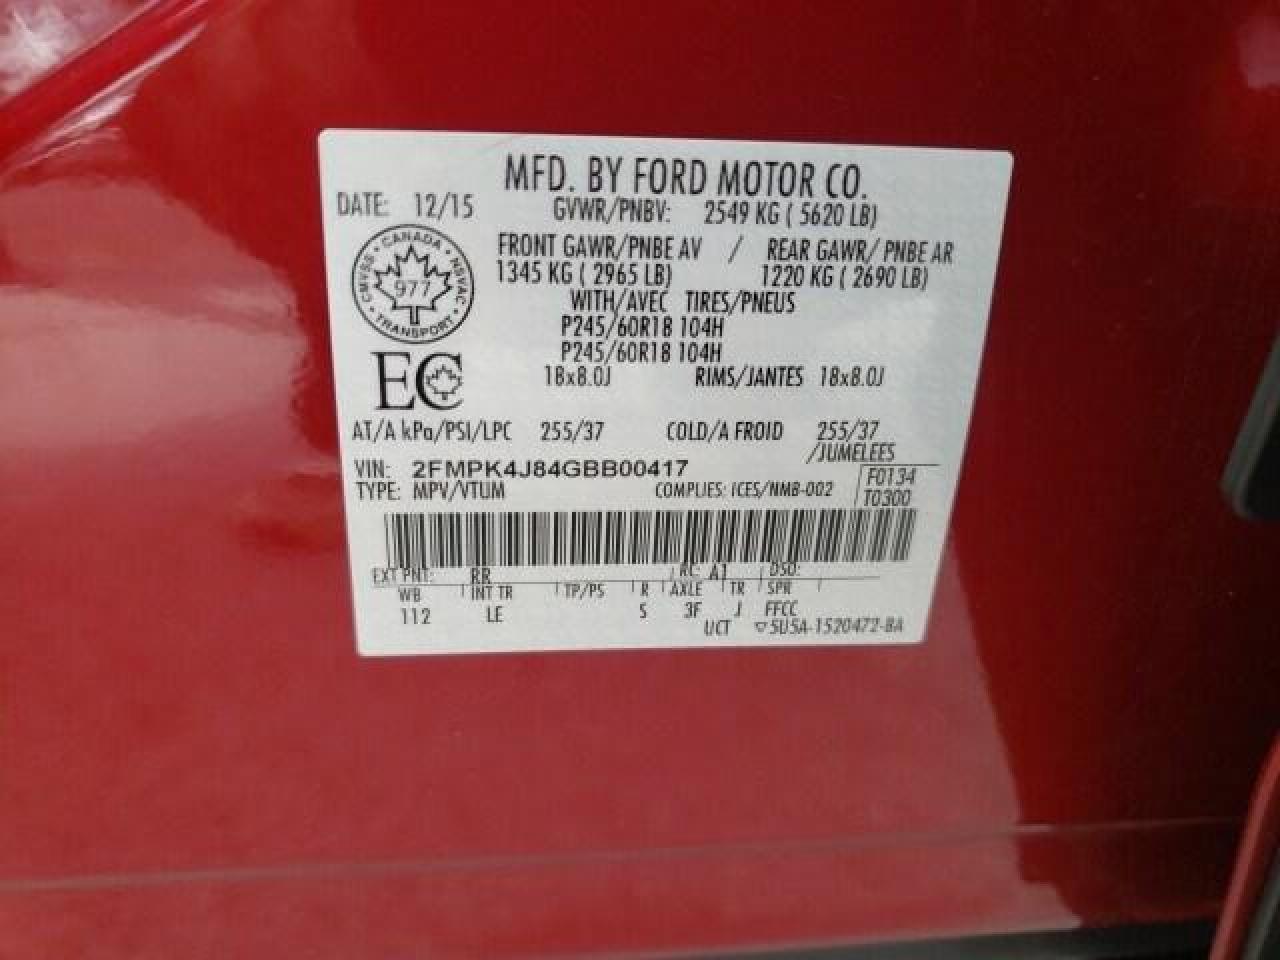 MFD. BY FORD MOTOR CO.
DATE: 12/15
GVWR/PNBV: 2549 KG ( 5620 LB)
FRONT GAWR/PNBE AV / REAR GAWR/ PNBE AR
1345 KG ( 2965 LB) 1220 KG ( 2690 LB)
WITH/AVEC TIRES/PNEUS
P245/60R18 104H
P245/60R18 104H
18x8.0J RIMS/JANTES 18x8.0J
CANADA
CMVSS NSVAC
977
TRANSPORT
EC
AT/A kPa/PSI/LPC 255/37 COLD/A FROID 255/37
/JUMELEES
VIN: 2FMPK4J84GBB00417
F0134
TYPE: MPV/VTUM COMPLIES: ICES/NMB-002
T0300
EXT PNT: RR RC: A1 DSO:
WB INT TR TP/PS R AXLE TR SPR
112 LE S 3F J FFCC
UCT ▽5U5A-1520472-BA